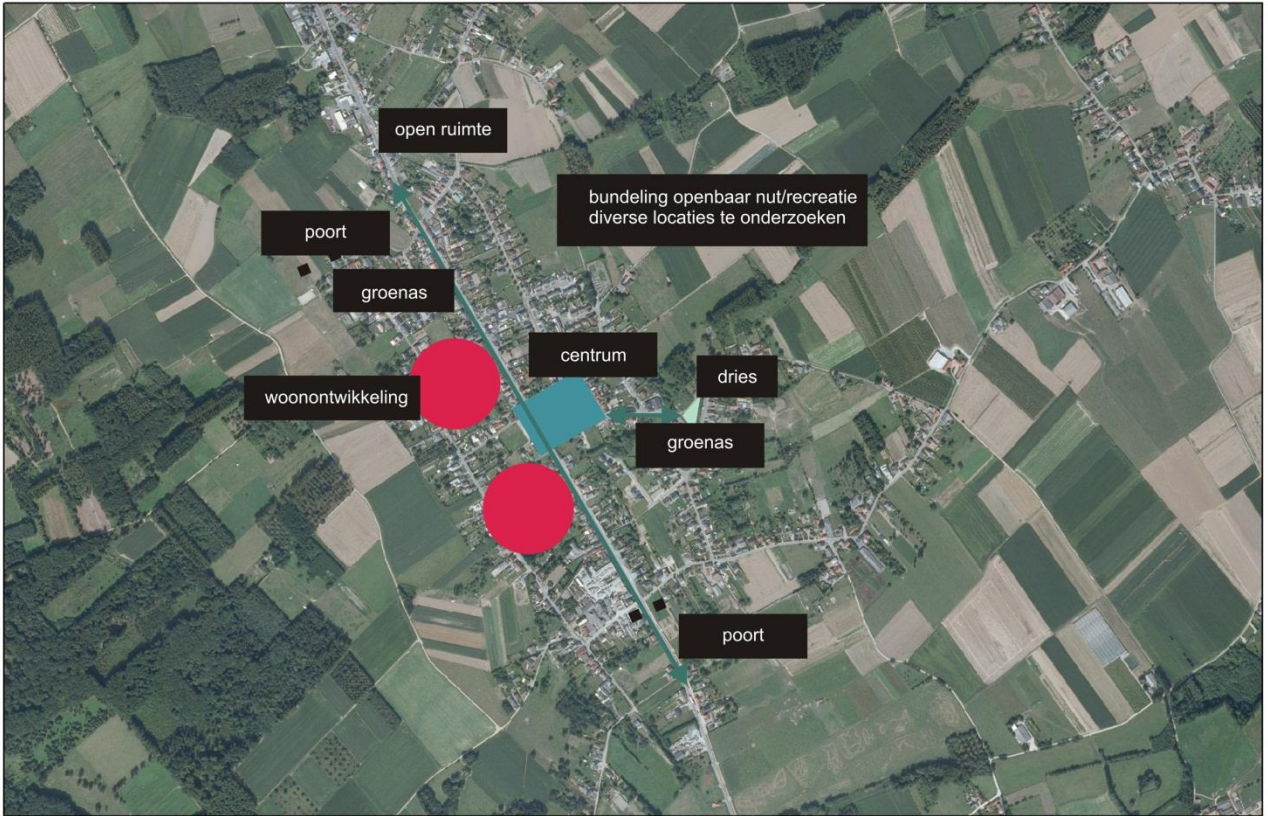 open ruimte
bundeling openbaar nut/recreatie
diverse locaties te onderzoeken
poort
groenas
centrum
dries
woonontwikkeling
groenas
poort